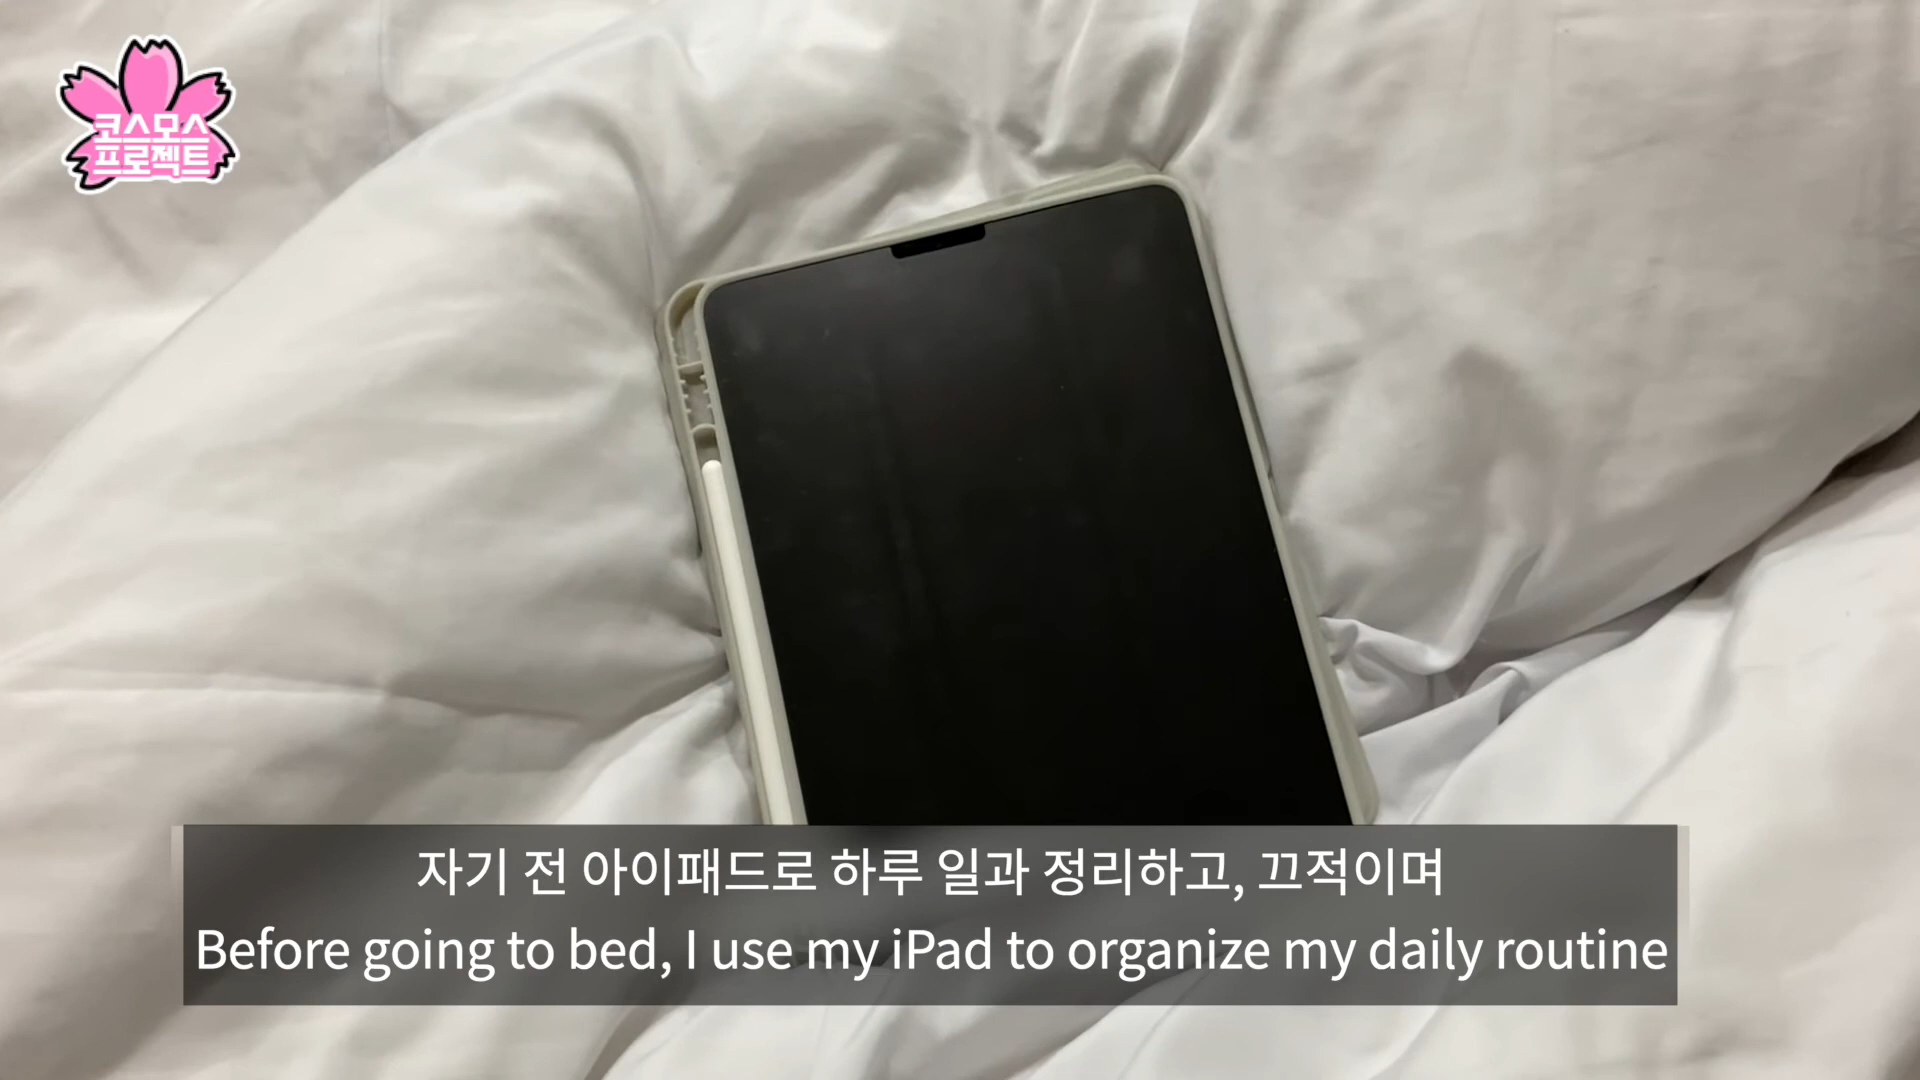 코스모스
프로젝트
자기 전 아이패드로 하루 일과 정리하고, 끄적이며
Before going to bed, I use my iPad to organize my daily routine